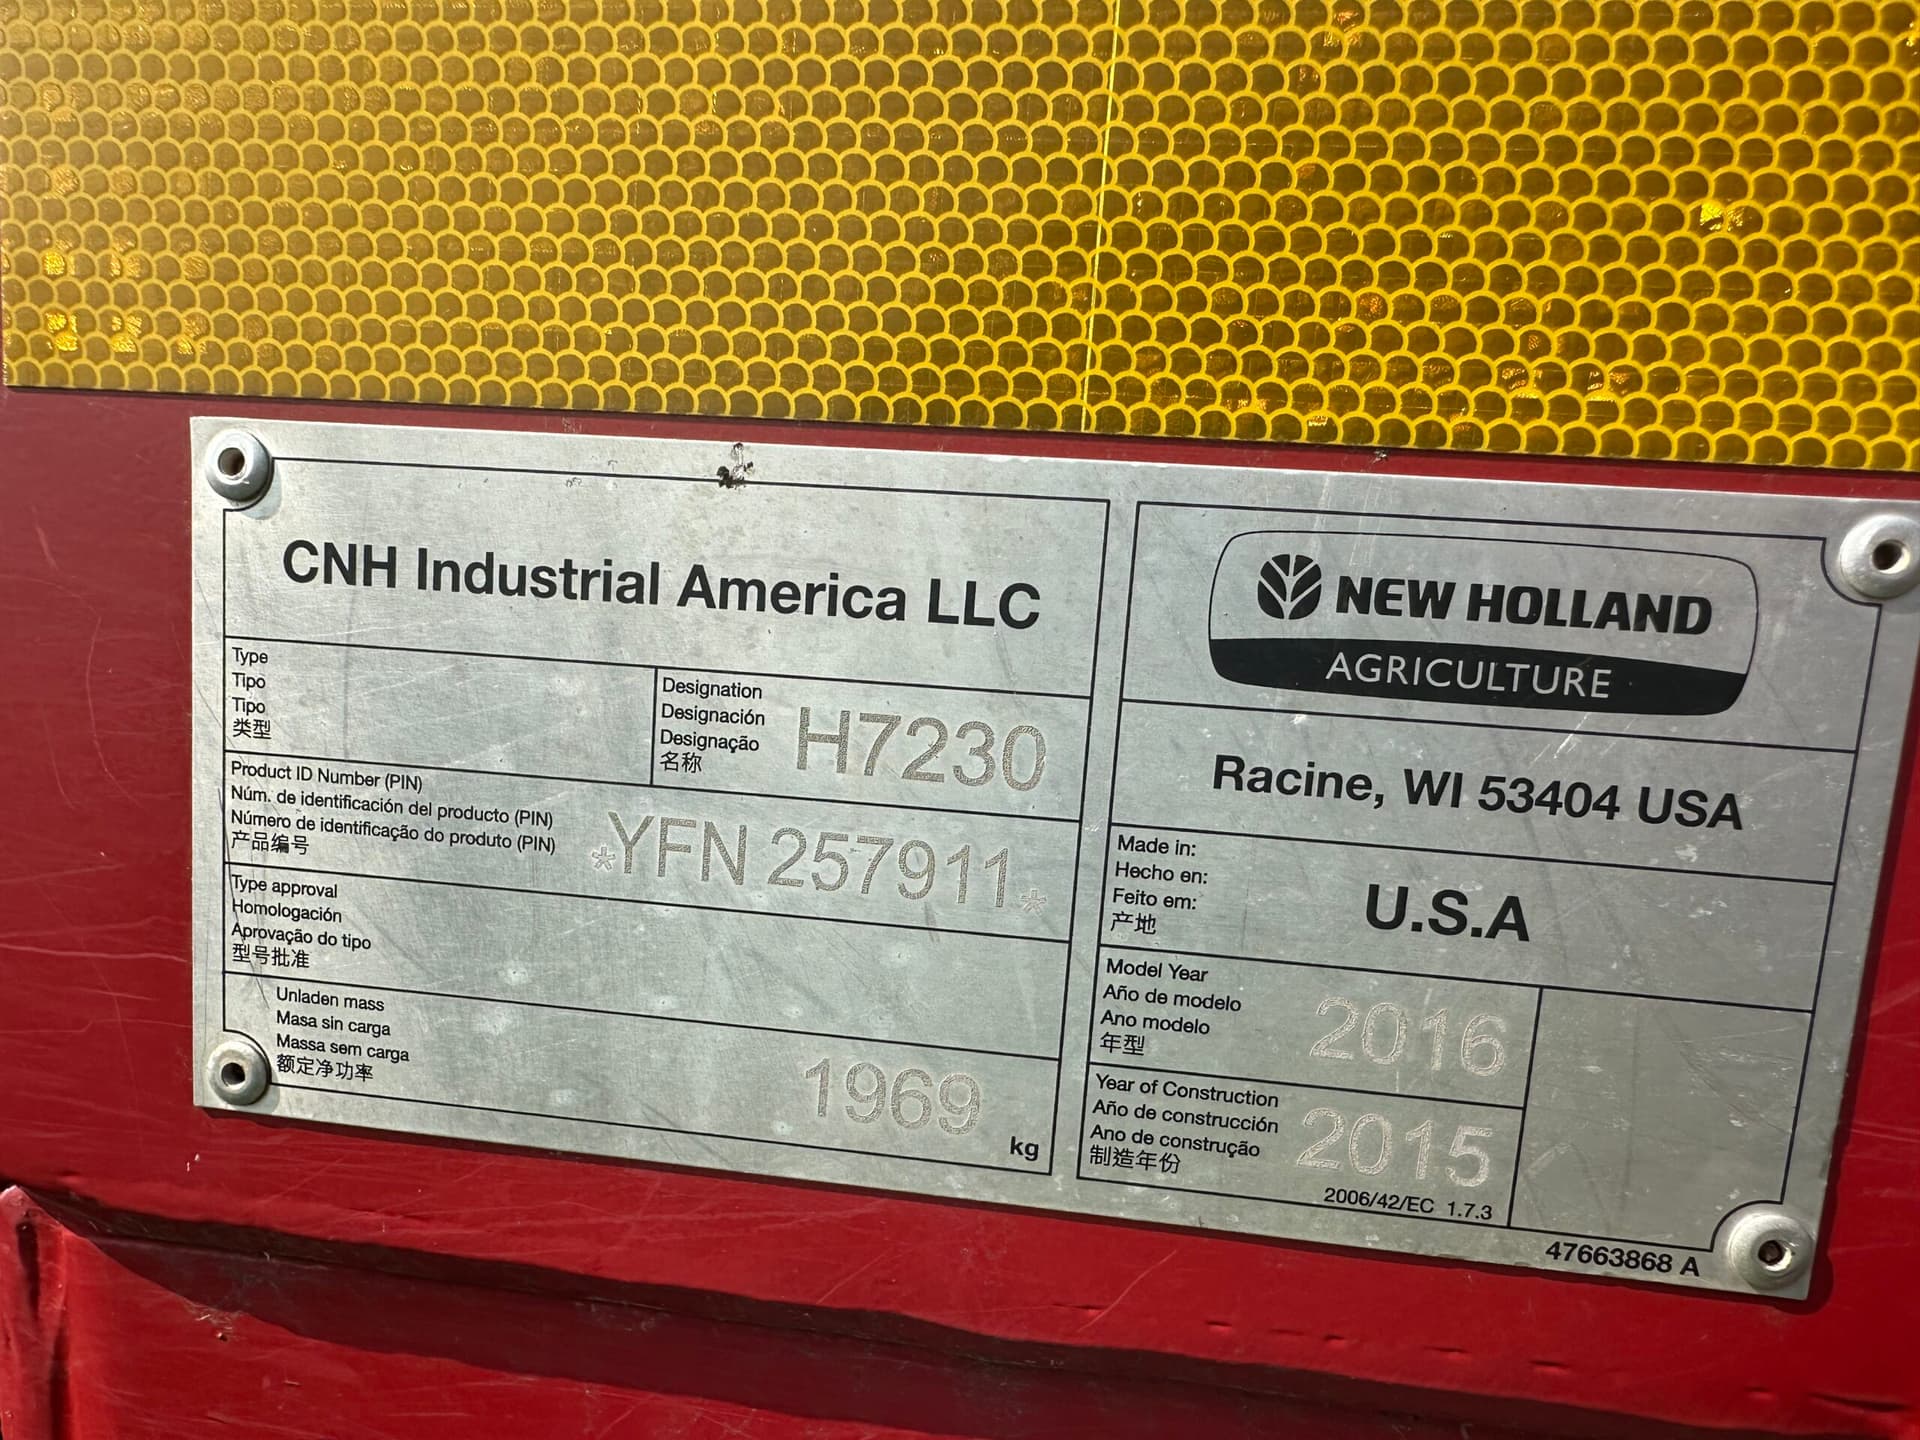 CNH Industrial America LLC
Type
Tipo
Tipo
类型
Designation
Designación
Designação
名称
H7230
Product ID Number (PIN)
Núm. de identificación del producto (PIN)
Número de identificação do produto (PIN)
产品编号
*YFN 257911*
Type approval
Homologación
Aprovação do tipo
型号批准
Unladen mass
Masa sin carga
Massa sem carga
额定净功率
1969
kg
NEW HOLLAND
AGRICULTURE
Racine, WI 53404 USA
Made in:
Hecho en:
Feito em:
产地
U.S.A
Model Year
Año de modelo
Ano modelo
年型
2016
Year of Construction
Año de construcción
Ano de construção
制造年份
2015
2006/42/EC 1.7.3
47663868 A